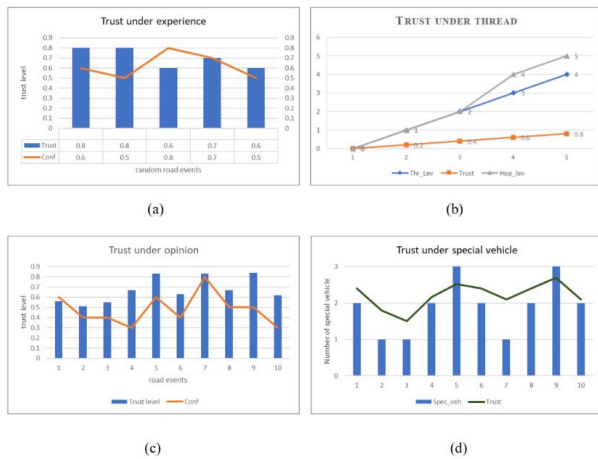 Trust under experience
trust level
0.9 0.9
0.8 0.8
0.7 0.7
0.6 0.6
0.5 0.5
0.4 0.4
0.3 0.3
0.2 0.2
0.1 0.1
0 0
Trust 0.8 0.8 0.6 0.7 0.6
Conf 0.6 0.5 0.8 0.7 0.5
random road events
(a)
TRUST UNDER THREAD
6
5 5
4 4 4
3 3
2 2
1 1
0 0
0.2 0.4 0.6 0.8
1 2 3 4 5
Thr_Lev Trust Hop_lev
(b)
Trust under opinion
trust level
0.9
0.8
0.7
0.6
0.5
0.4
0.3
0.2
0.1
0
1 2 3 4 5 6 7 8 9 10
road events
Trust level Conf
(c)
Trust under special vehicle
Number of special vehicle
3
2
1
0
1 2 3 4 5 6 7 8 9 10
Spec_veh Trust
(d)